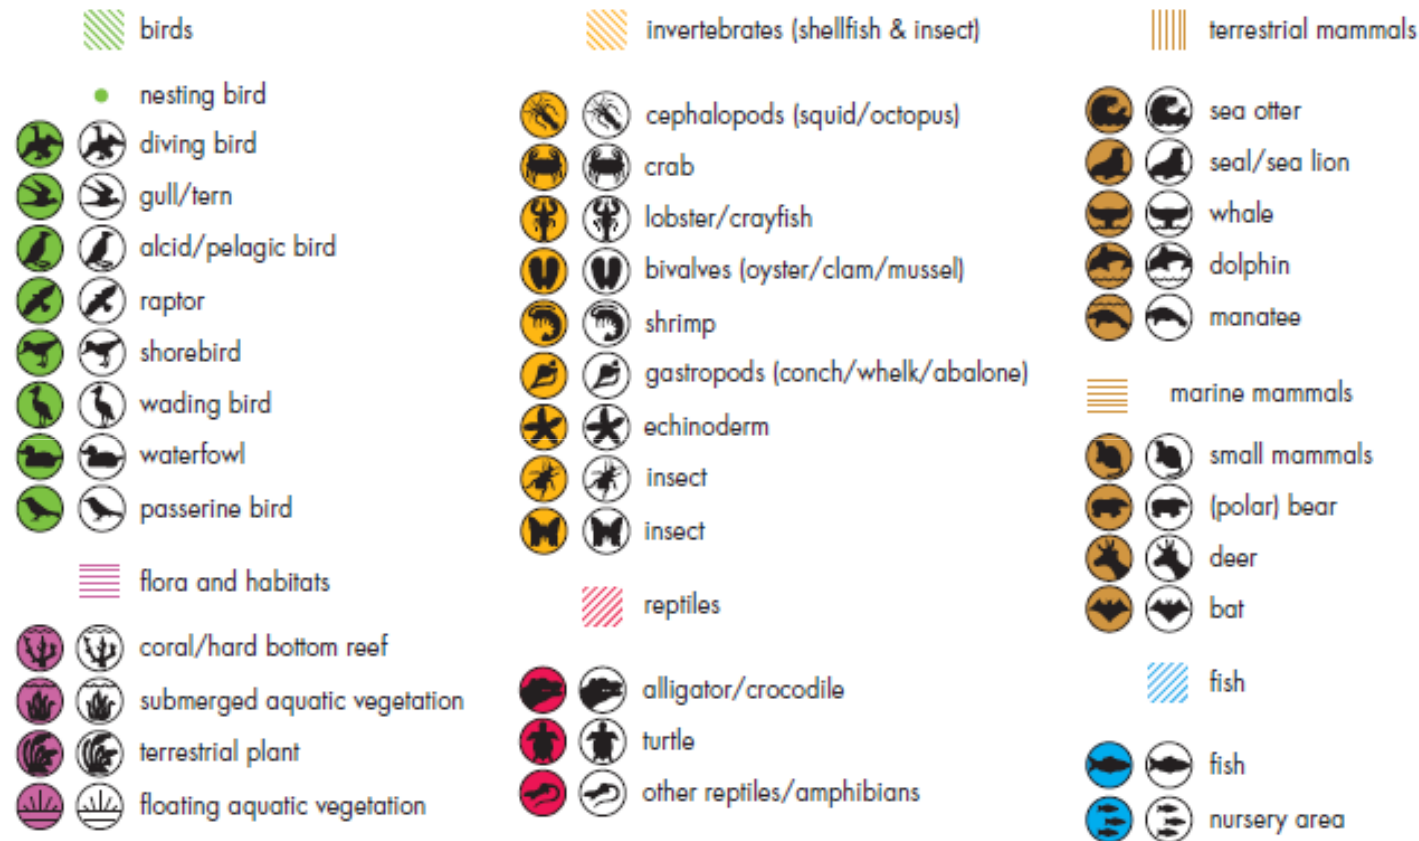 birds
nesting bird
diving bird
gull/tern
alcid/pelagic bird
raptor
shorebird
wading bird
waterfowl
passerine bird
flora and habitats
coral/hard bottom reef
submerged aquatic vegetation
terrestrial plant
floating aquatic vegetation
invertebrates (shellfish & insect)
cephalopods (squid/octopus)
crab
lobster/crayfish
bivalves (oyster/clam/mussel)
shrimp
gastropods (conch/whelk/abalone)
echinoderm
insect
insect
reptiles
alligator/crocodile
turtle
other reptiles/amphibians
terrestrial mammals
sea otter
seal/sea lion
whale
dolphin
manatee
marine mammals
small mammals
(polar) bear
deer
bat
fish
fish
nursery area